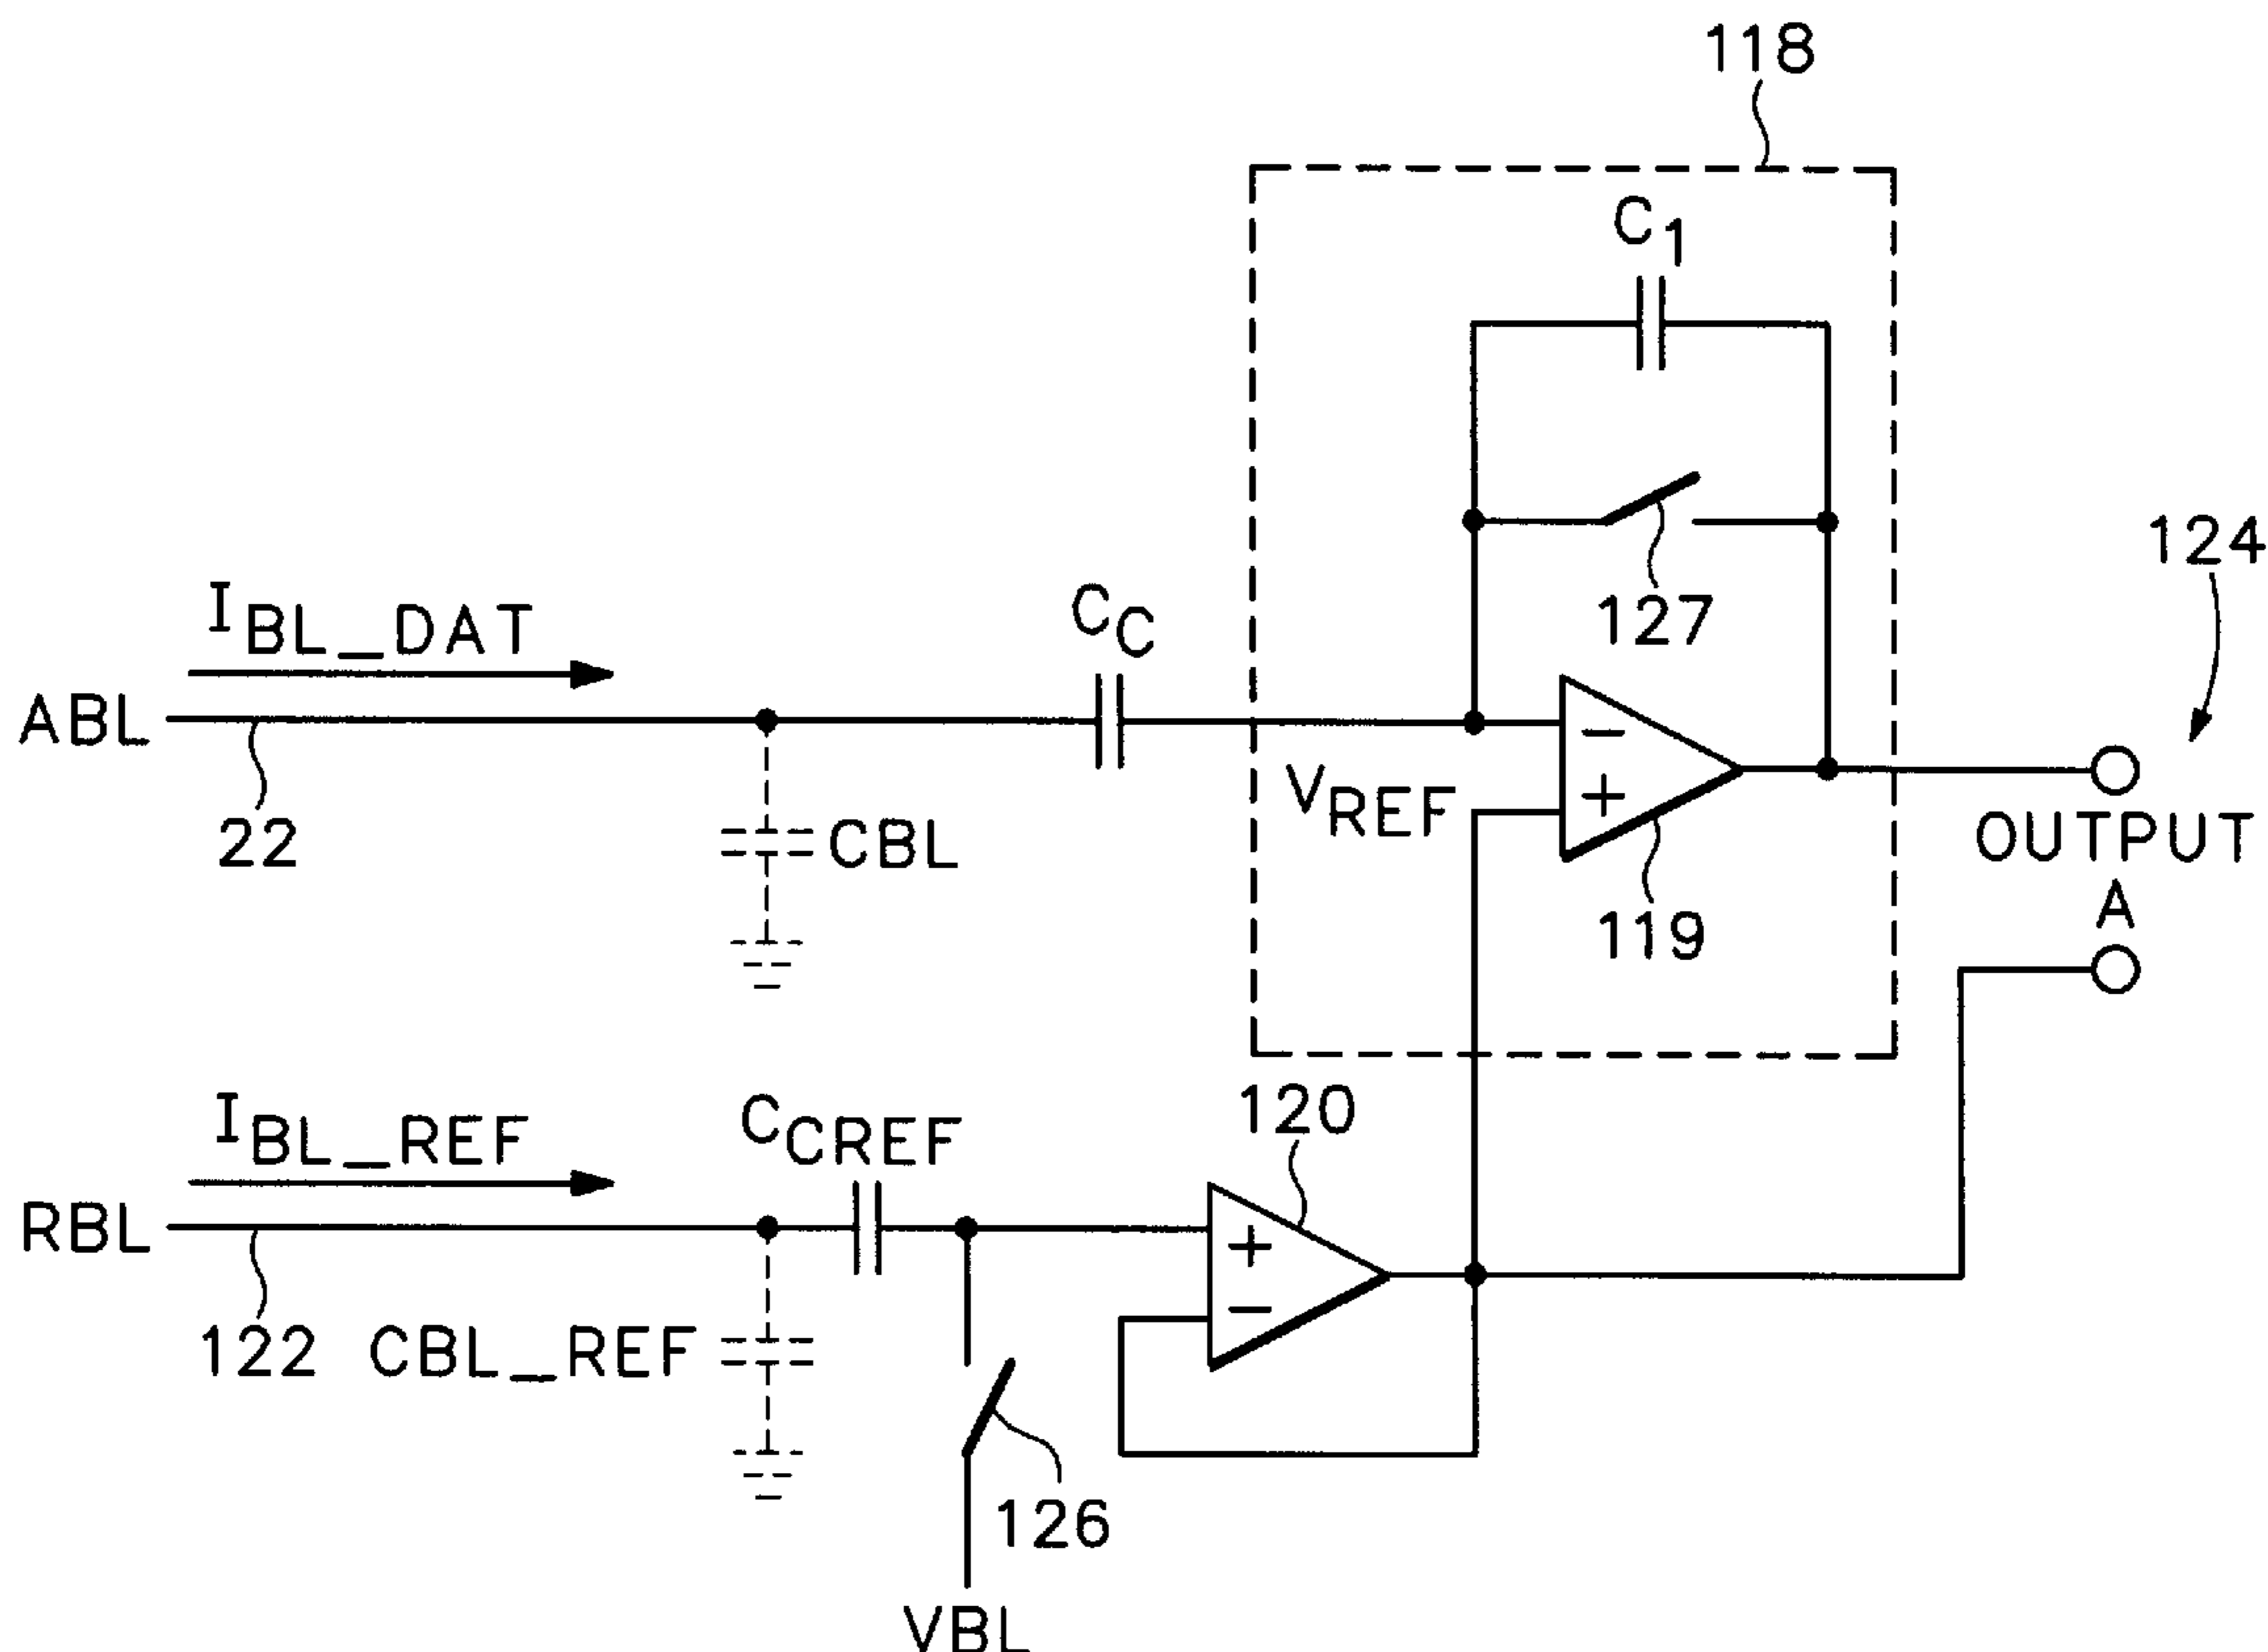 118
C1
124
127
IBL_DAT
CC
ABL
22
CBL
VREF
−
+
119
OUTPUT
A
IBL_REF
CCREF
120
RBL
122
CBL_REF
+
−
126
VBL